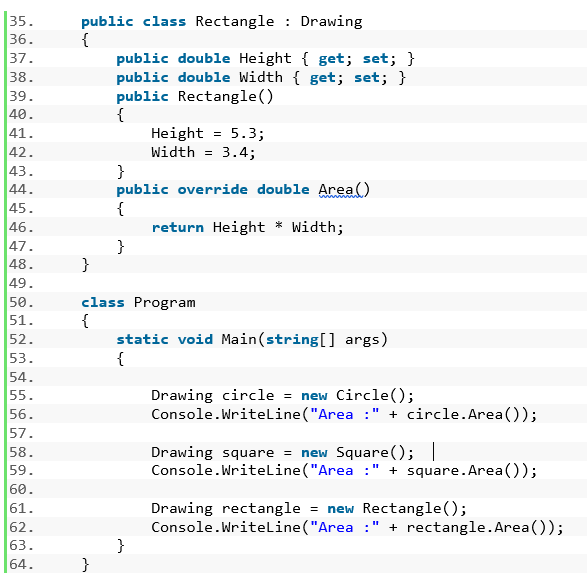 35. public class Rectangle : Drawing
36. {
37. public double Height { get; set; }
38. public double Width { get; set; }
39. public Rectangle()
40. {
41. Height = 5.3;
42. Width = 3.4;
43. }
44. public override double Area()
45. {
46. return Height * Width;
47. }
48. }
49.
50. class Program
51. {
52. static void Main(string[] args)
53. {
54.
55. Drawing circle = new Circle();
56. Console.WriteLine("Area :" + circle.Area());
57.
58. Drawing square = new Square();
59. Console.WriteLine("Area :" + square.Area());
60.
61. Drawing rectangle = new Rectangle();
62. Console.WriteLine("Area :" + rectangle.Area());
63. }
64. }